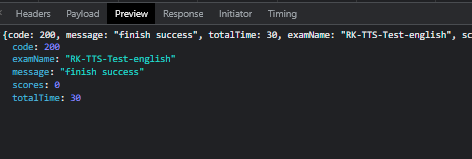 Headers Payload Preview Response Initiator Timing
{code: 200, message: "finish success", totalTime: 30, examName: "RK-TTS-Test-english", sc
code: 200
examName: "RK-TTS-Test-english"
message: "finish success"
scores: 0
totalTime: 30